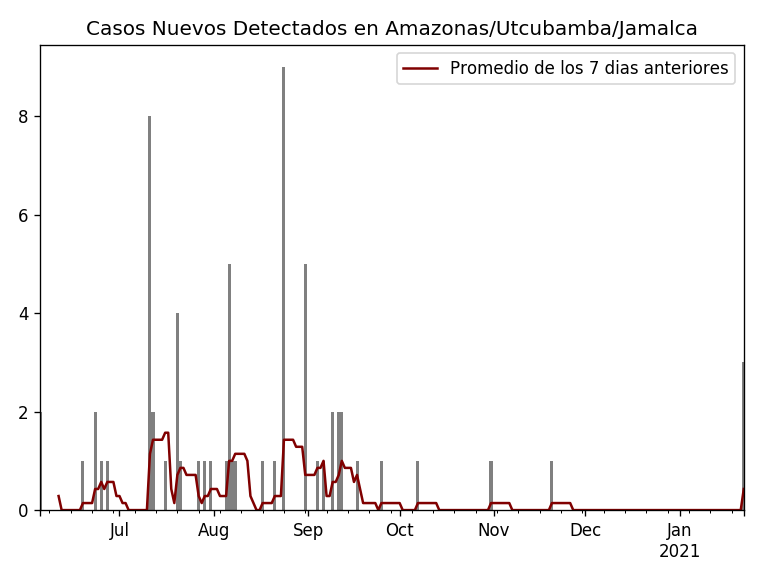 Casos Nuevos Detectados en Amazonas/Utcubamba/Jamalca
Promedio de los 7 dias anteriores
8
6
4
2
0
Jul Aug Sep Oct Nov Dec Jan
2021